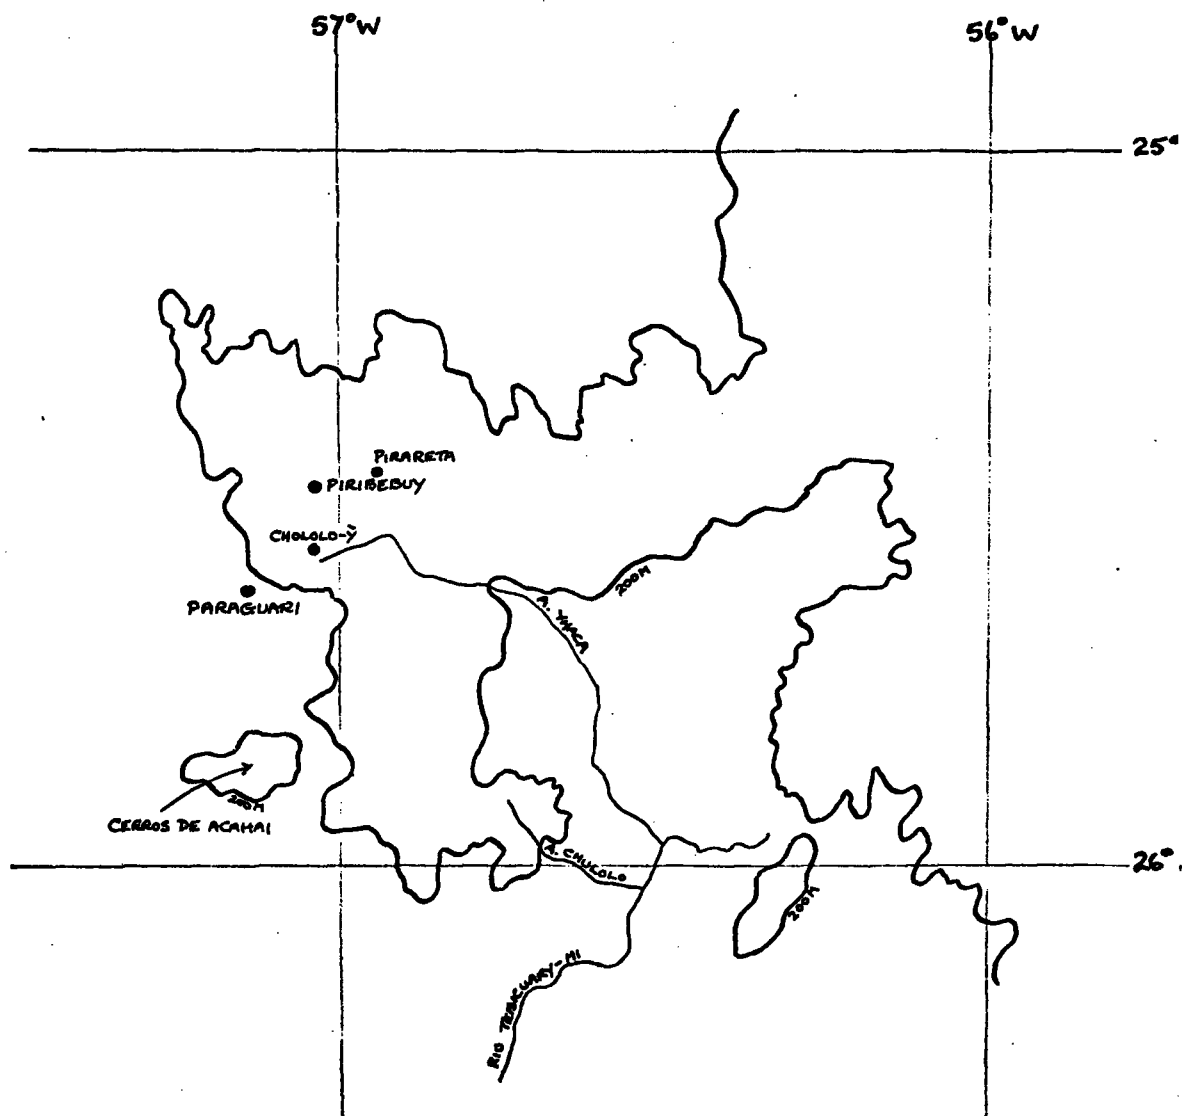 57°W
56°W
25°
PIRARETA
PIRIBEBUY
CHOLOLO-Ỹ
PARAGUARI
200M
A. YHACA
200M
CERROS DE ACAHAI
A. CHOLOLO
26°
200M
RIO TEBICUARY-MI